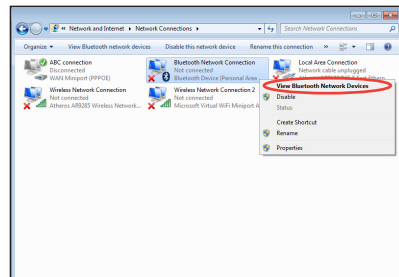 « Network and Internet ▸ Network Connections ▸
Search Network Connections
Organize ▾ View Bluetooth network devices Disable this network device Rename this connection »
ABC connection
Disconnected
WAN Miniport (PPPOE)
Bluetooth Network Connection
Not connected
Bluetooth Device (Personal Area ...
Local Area Connection
Network cable unplugged
Wireless Network Connection
Not connected
Atheros AR9285 Wireless Network...
Wireless Network Connection 2
Not connected
Microsoft Virtual WiFi Miniport A...
View Bluetooth Network Devices
Disable
Status
Create Shortcut
Rename
Properties